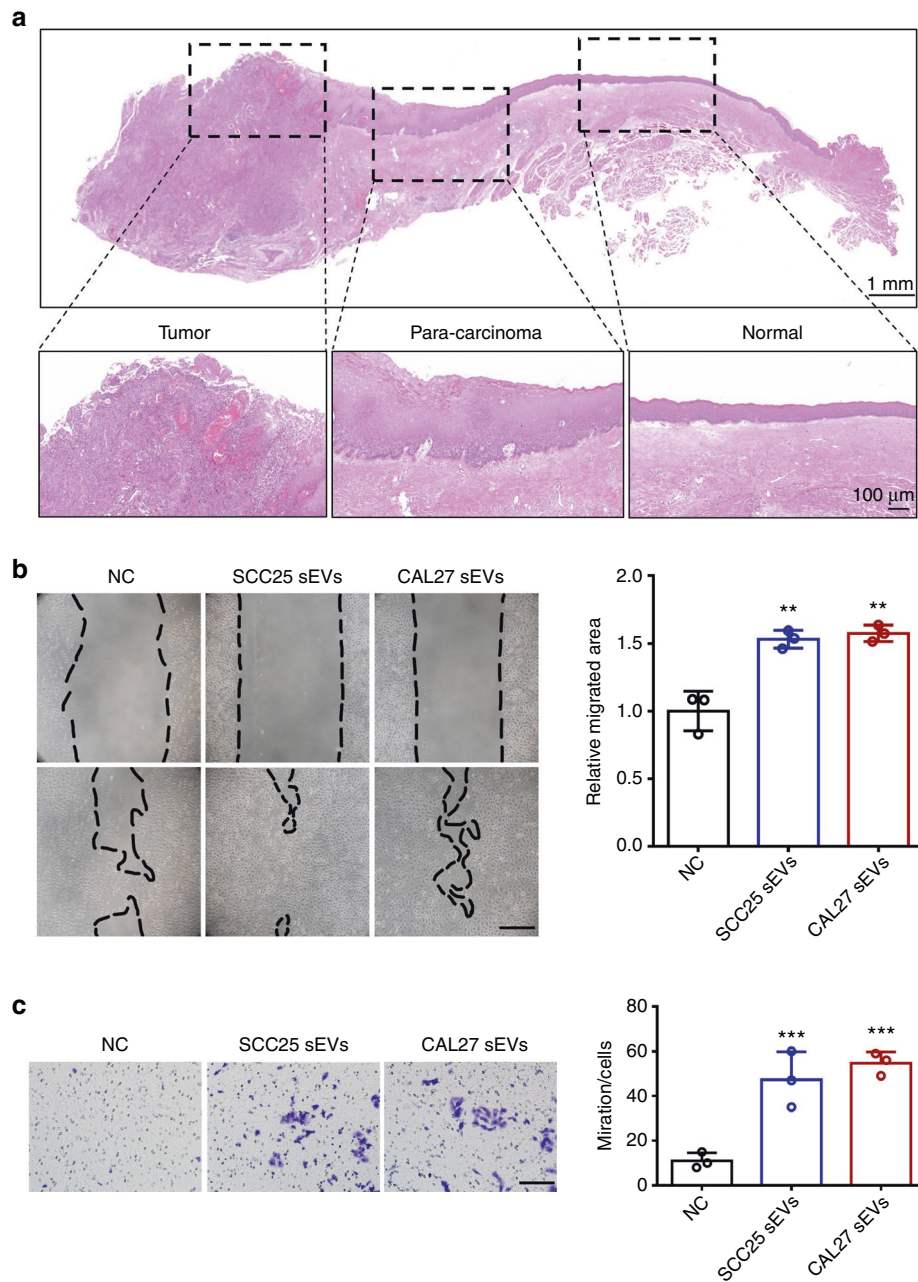 a
1 mm
Tumor Para-carcinoma Normal
100 µm
b
NC SCC25 sEVs CAL27 sEVs
Relative migrated area
2.0
1.5
1.0
0.5
0.0
** **
NC SCC25 sEVs CAL27 sEVs
c
NC SCC25 sEVs CAL27 sEVs
Miration/cells
80
60
40
20
0
*** ***
NC SCC25 sEVs CAL27 sEVs